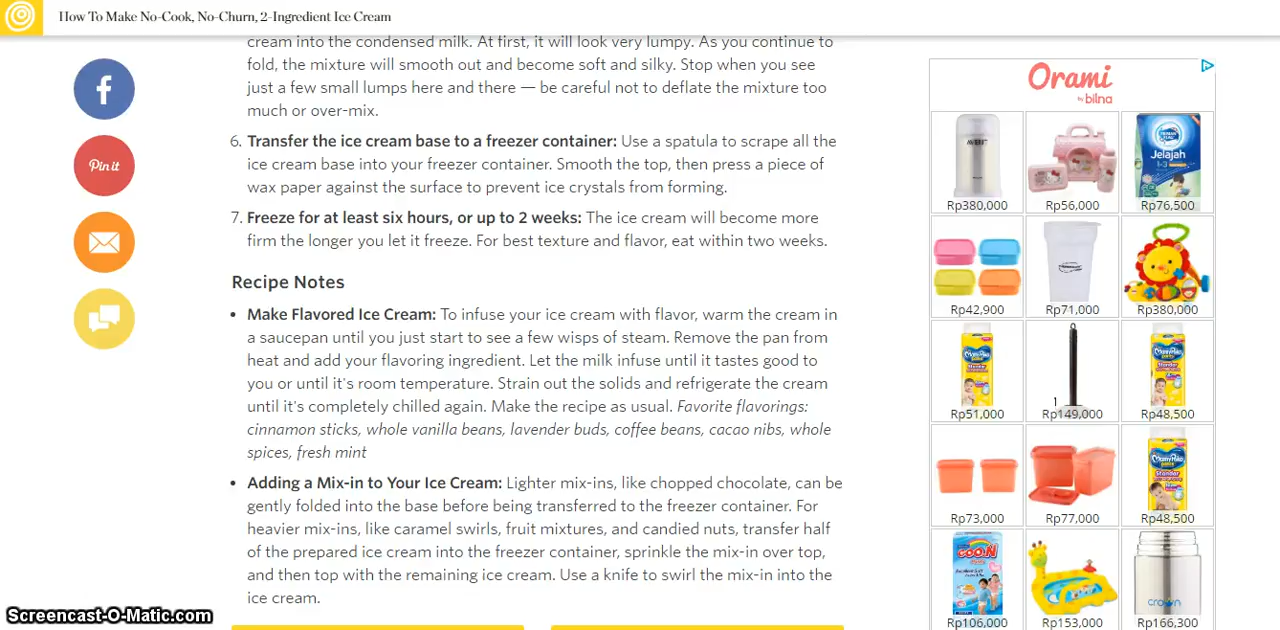 How To Make No-Cook, No-Churn, 2-Ingredient Ice Cream
cream into the condensed milk. At first, it will look very lumpy. As you continue to
fold, the mixture will smooth out and become soft and silky. Stop when you see
just a few small lumps here and there — be careful not to deflate the mixture too
much or over-mix.
6. Transfer the ice cream base to a freezer container: Use a spatula to scrape all the
ice cream base into your freezer container. Smooth the top, then press a piece of
wax paper against the surface to prevent ice crystals from forming.
7. Freeze for at least six hours, or up to 2 weeks: The ice cream will become more
firm the longer you let it freeze. For best texture and flavor, eat within two weeks.
Recipe Notes
• Make Flavored Ice Cream: To infuse your ice cream with flavor, warm the cream in
a saucepan until you just start to see a few wisps of steam. Remove the pan from
heat and add your flavoring ingredient. Let the milk infuse until it tastes good to
you or until it's room temperature. Strain out the solids and refrigerate the cream
until it's completely chilled again. Make the recipe as usual. Favorite flavorings:
cinnamon sticks, whole vanilla beans, lavender buds, coffee beans, cacao nibs, whole
spices, fresh mint
• Adding a Mix-in to Your Ice Cream: Lighter mix-ins, like chopped chocolate, can be
gently folded into the base before being transferred to the freezer container. For
heavier mix-ins, like caramel swirls, fruit mixtures, and candied nuts, transfer half
of the prepared ice cream into the freezer container, sprinkle the mix-in over top,
and then top with the remaining ice cream. Use a knife to swirl the mix-in into the
ice cream.
f
Pin it
Orami
by bilna
Jelajah
1-3
Rp380,000 Rp56,000 Rp76,500
Rp42,900 Rp71,000 Rp380,000
MamyPoko
Standar
1
MamyPoko
Standar
Rp51,000 Rp149,000 Rp48,500
MamyPoko
Standar
Rp73,000 Rp77,000 Rp48,500
GOO.N
crown
Rp106,000 Rp153,000 Rp166,300
Screencast-O-Matic.com